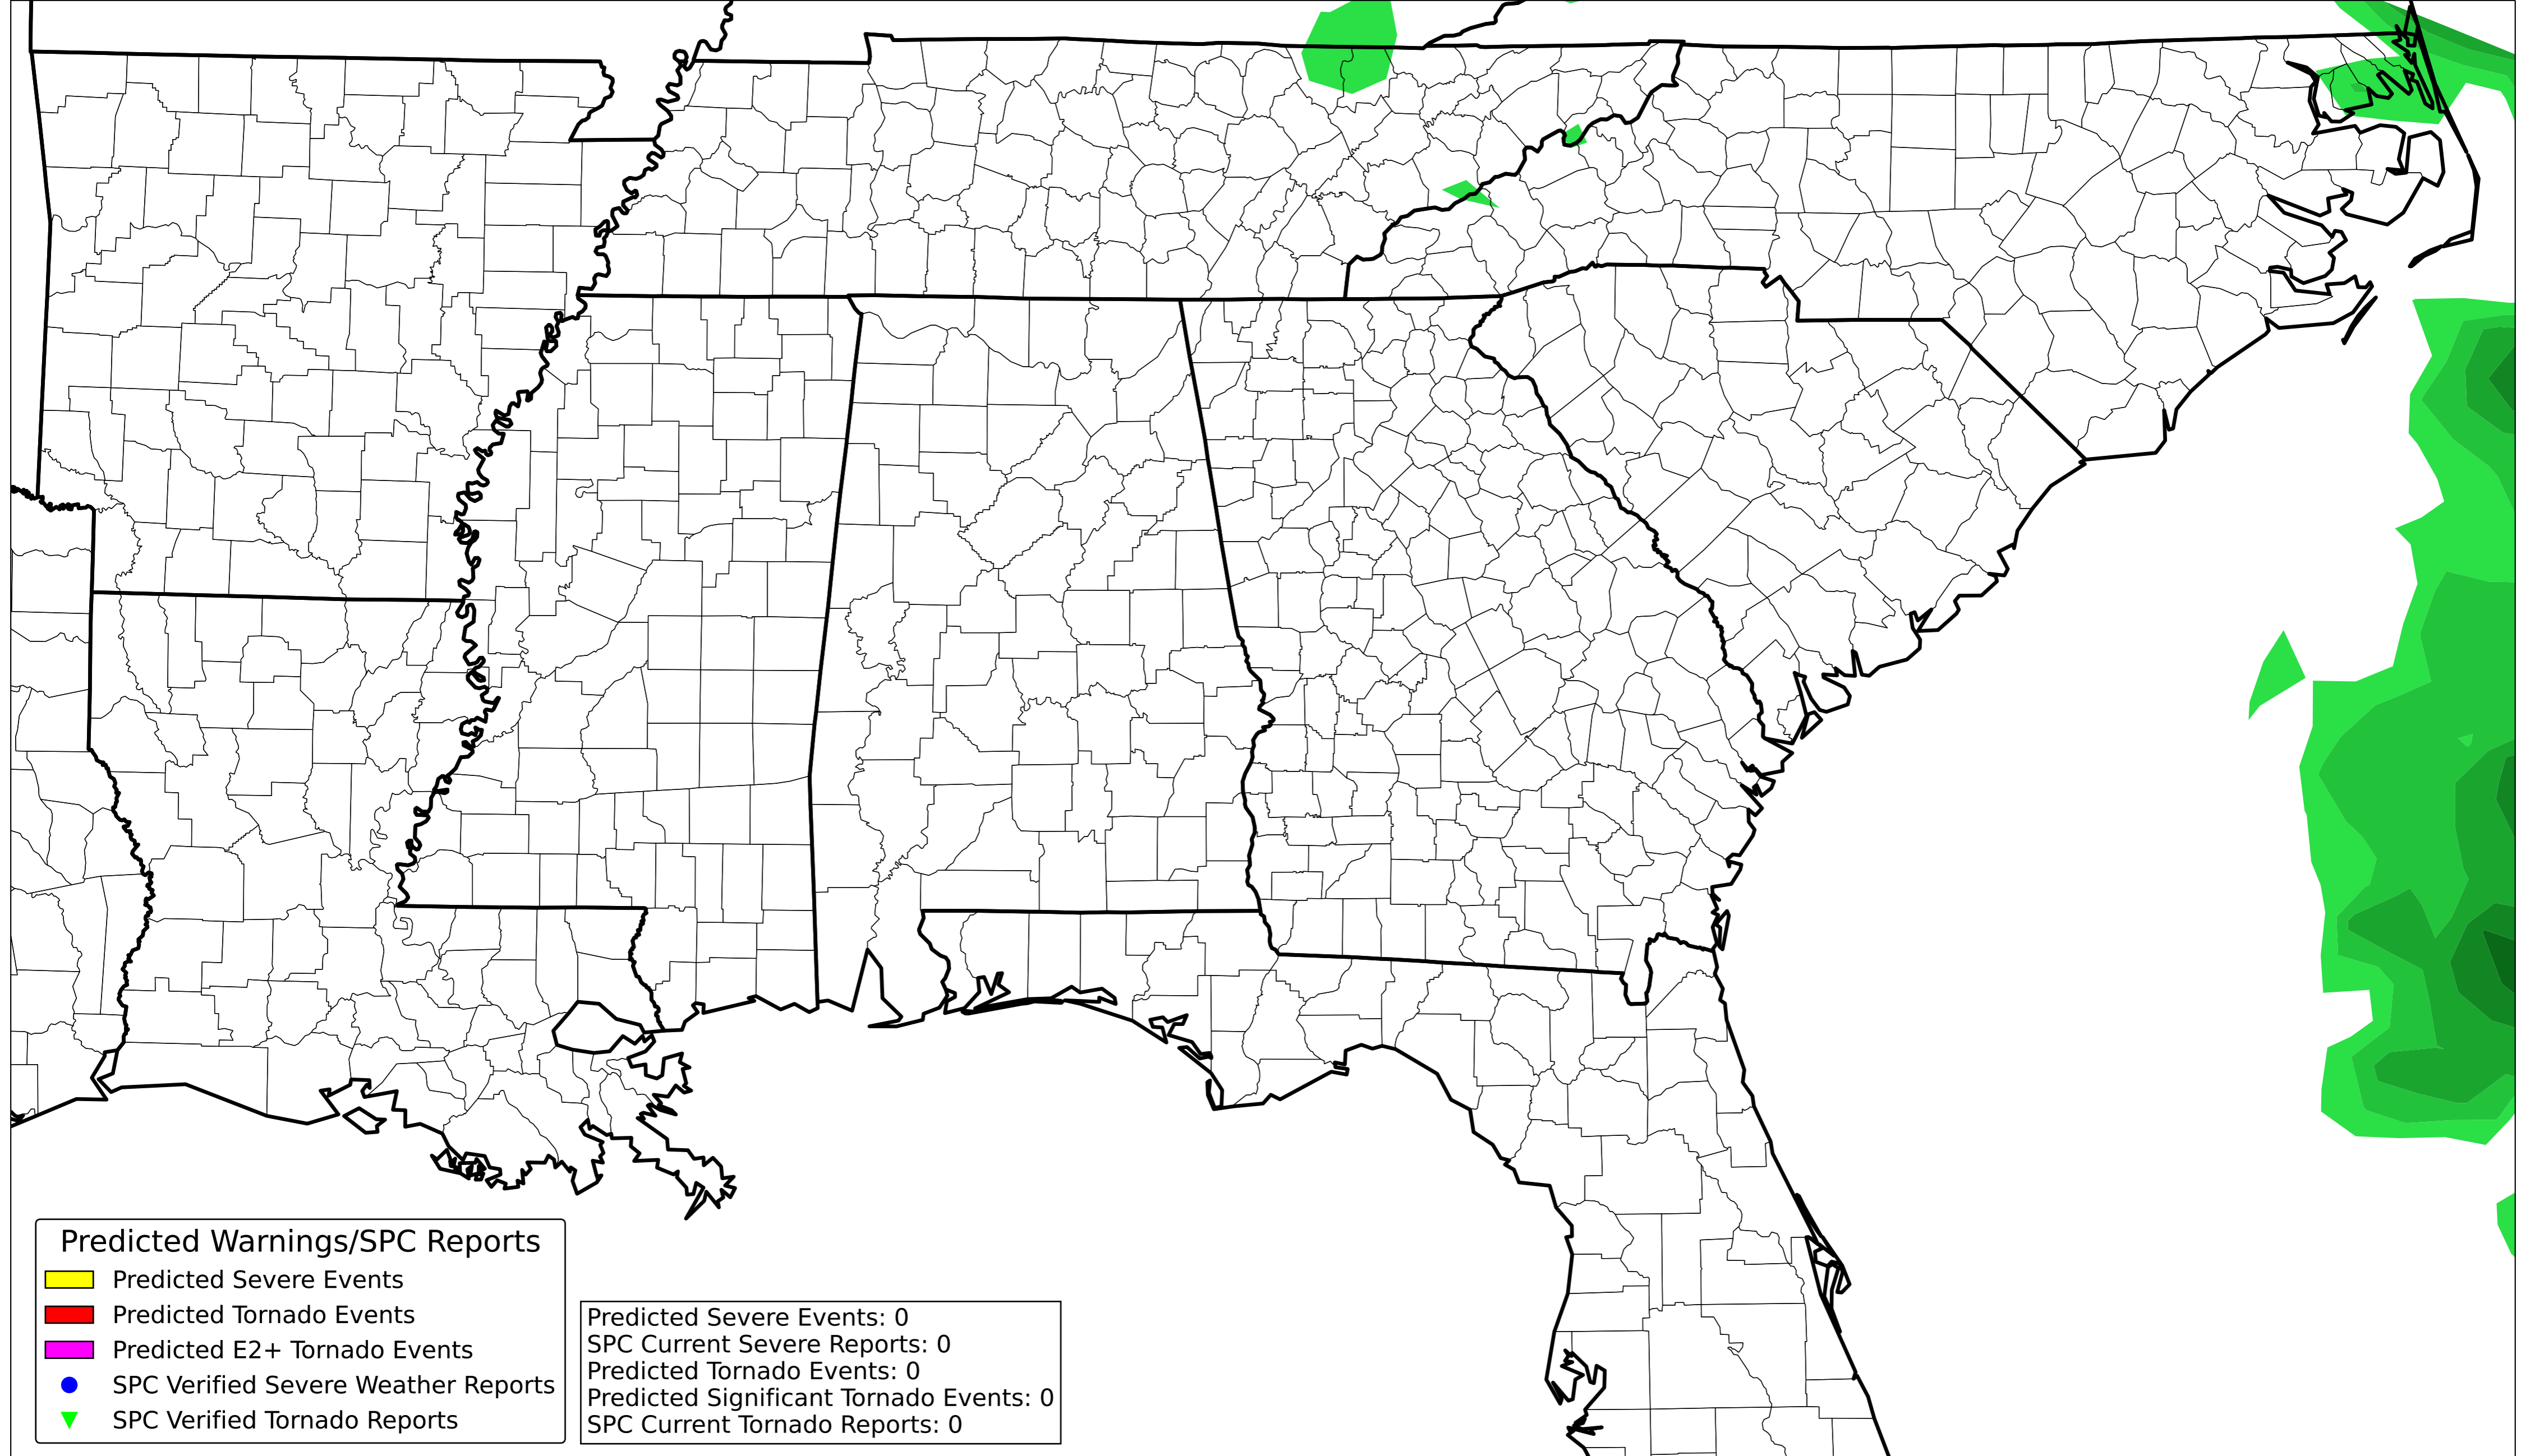 Predicted Warnings/SPC Reports
Predicted Severe Events
Predicted Tornado Events
Predicted E2+ Tornado Events
SPC Verified Severe Weather Reports
SPC Verified Tornado Reports
Predicted Severe Events: 0
SPC Current Severe Reports: 0
Predicted Tornado Events: 0
Predicted Significant Tornado Events: 0
SPC Current Tornado Reports: 0